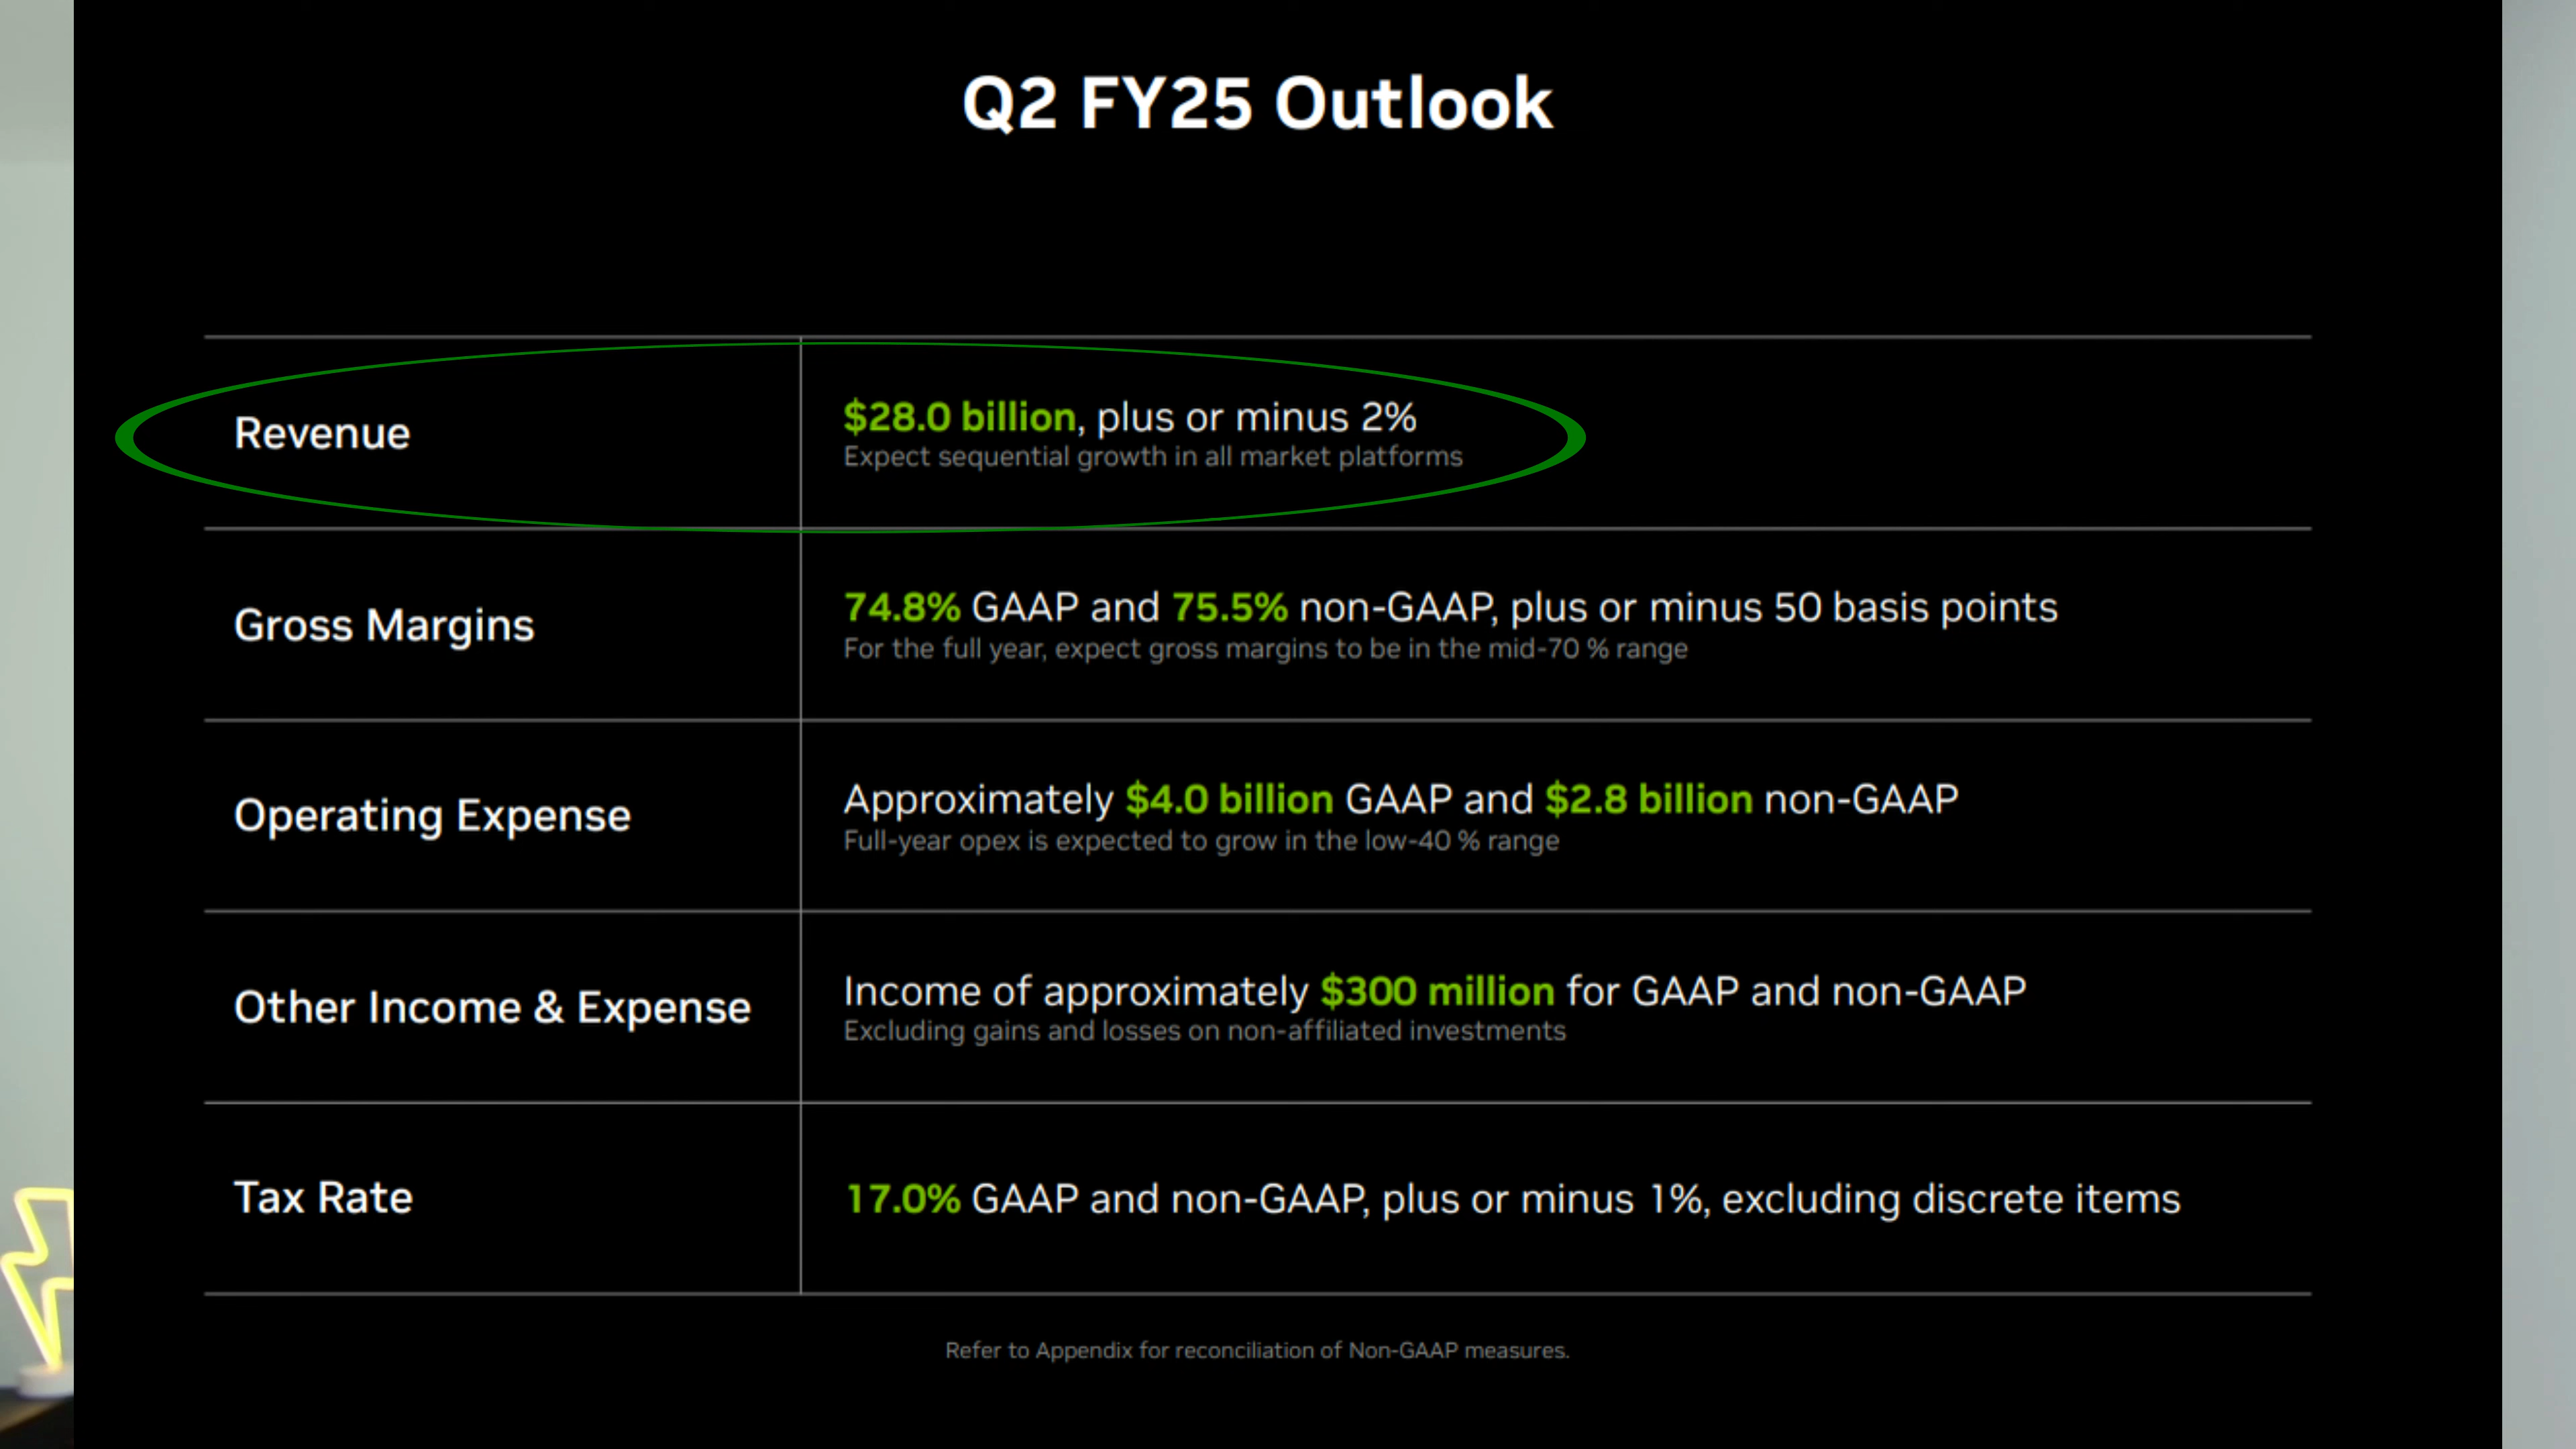 Q2 FY25 Outlook
Revenue
$28.0 billion, plus or minus 2%
Expect sequential growth in all market platforms
Gross Margins
74.8% GAAP and 75.5% non-GAAP, plus or minus 50 basis points
For the full year, expect gross margins to be in the mid-70 % range
Operating Expense
Approximately $4.0 billion GAAP and $2.8 billion non-GAAP
Full-year opex is expected to grow in the low-40 % range
Other Income & Expense
Income of approximately $300 million for GAAP and non-GAAP
Excluding gains and losses on non-affiliated investments
Tax Rate
17.0% GAAP and non-GAAP, plus or minus 1%, excluding discrete items
Refer to Appendix for reconciliation of Non-GAAP measures.